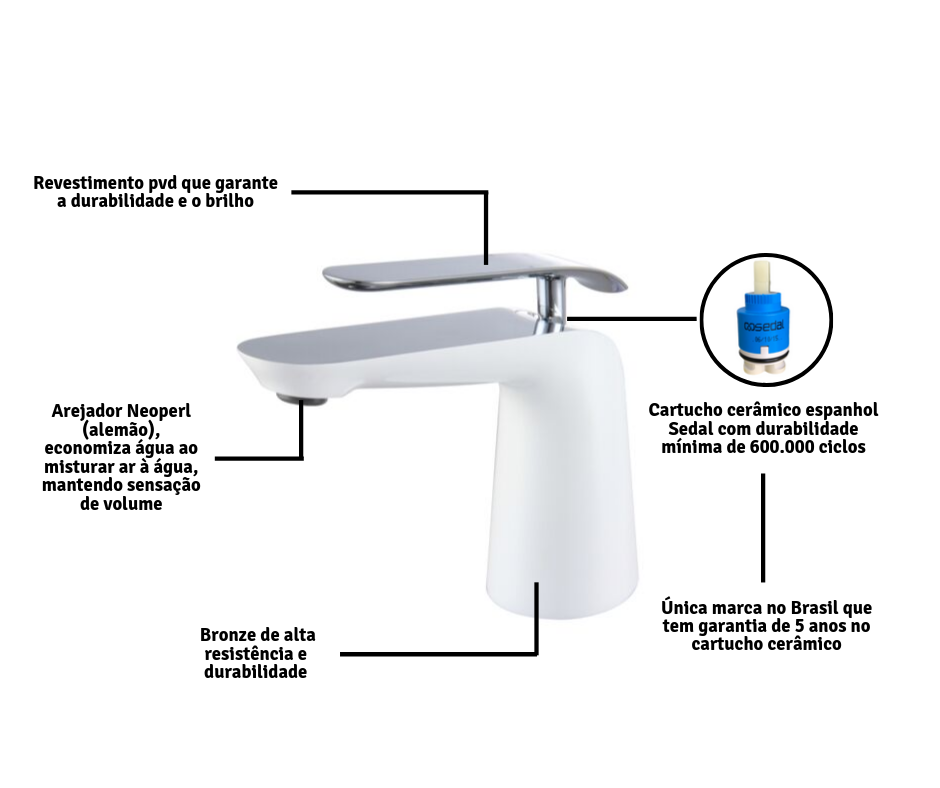 Revestimento pvd que garante
a durabilidade e o brilho
sedal
Arejador Neoperl
(alemão),
economiza água ao
misturar ar à água,
mantendo sensação
de volume
Cartucho cerâmico espanhol
Sedal com durabilidade
mínima de 600.000 ciclos
Única marca no Brasil que
tem garantia de 5 anos no
cartucho cerâmico
Bronze de alta
resistência e
durabilidade